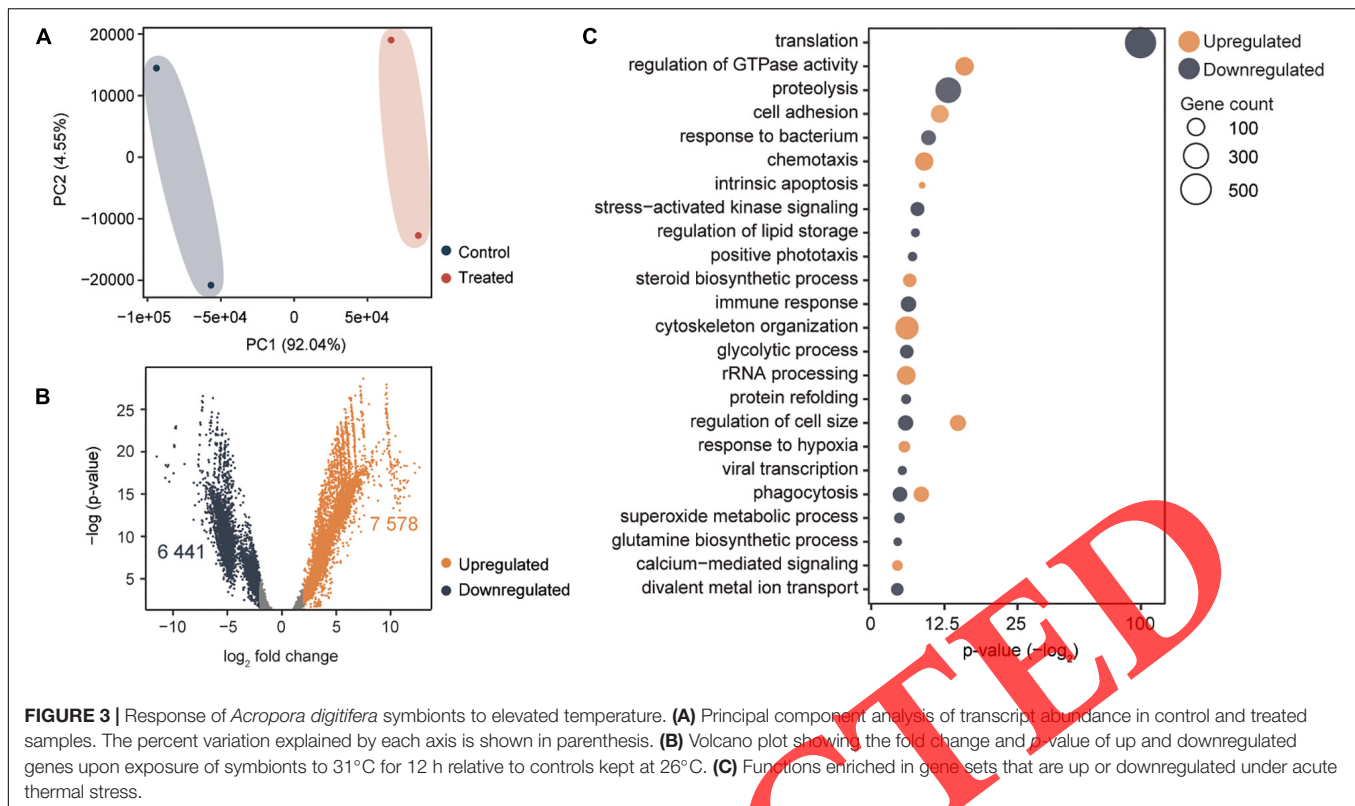 A
20000
10000
0
−10000
−20000
PC2 (4.55%)
−1e+05
−5e+04
0
5e+04
PC1 (92.04%)
Control
Treated
B
25
20
15
10
5
−log (p-value)
6 441
7 578
−10
−5
0
5
10
log2 fold change
Upregulated
Downregulated
C
translation
regulation of GTPase activity
proteolysis
cell adhesion
response to bacterium
chemotaxis
intrinsic apoptosis
stress−activated kinase signaling
regulation of lipid storage
positive phototaxis
steroid biosynthetic process
immune response
cytoskeleton organization
glycolytic process
rRNA processing
protein refolding
regulation of cell size
response to hypoxia
viral transcription
phagocytosis
superoxide metabolic process
glutamine biosynthetic process
calcium−mediated signaling
divalent metal ion transport
0
12.5
25
100
p-value (−log2)
Upregulated
Downregulated
Gene count
100
300
500
TED
FIGURE 3 | Response of Acropora digitifera symbionts to elevated temperature. (A) Principal component analysis of transcript abundance in control and treated
samples. The percent variation explained by each axis is shown in parenthesis. (B) Volcano plot showing the fold change and p-value of up and downregulated
genes upon exposure of symbionts to 31°C for 12 h relative to controls kept at 26°C. (C) Functions enriched in gene sets that are up or downregulated under acute
thermal stress.